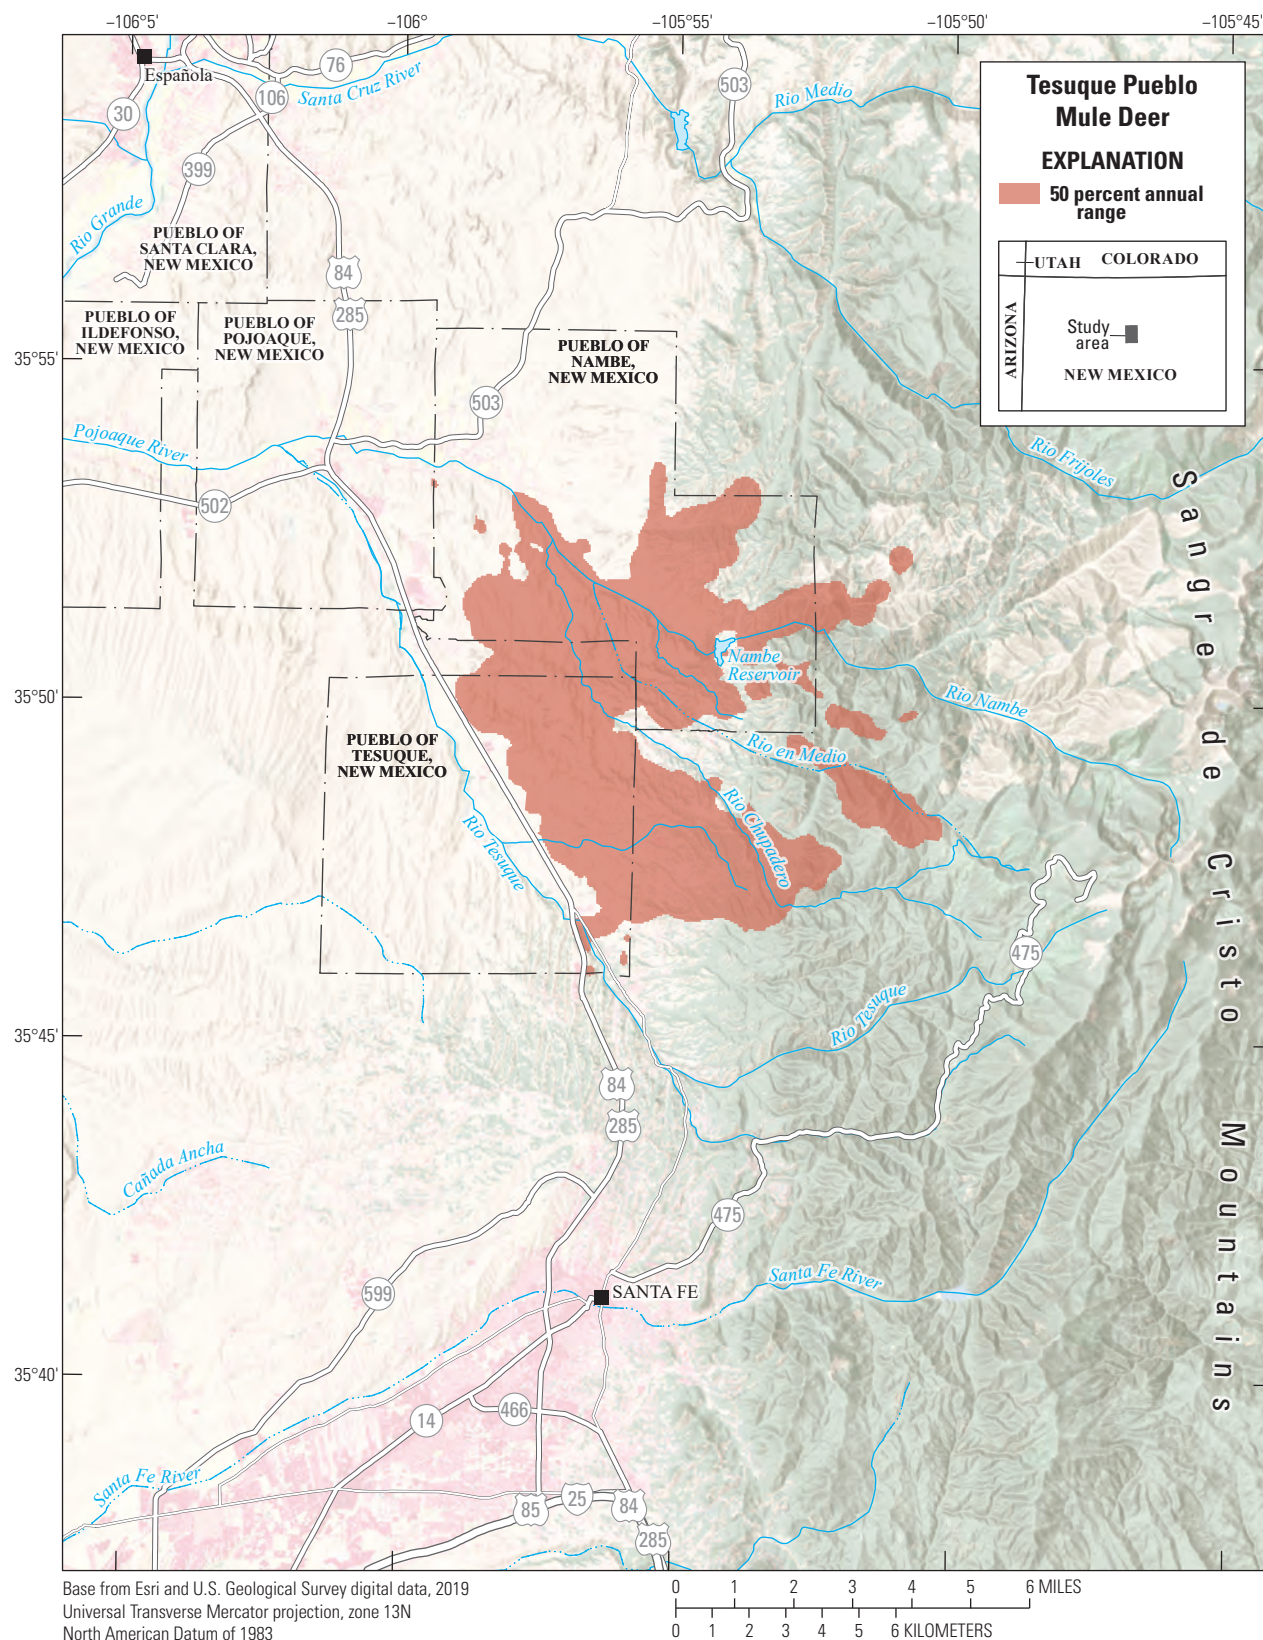 −106°5'
−106°
−105°55'
−105°50'
−105°45'
Española
76
Santa Cruz River
106
30
399
503
Rio Medio
Rio Grande
PUEBLO OF
SANTA CLARA,
NEW MEXICO
84
285
PUEBLO OF
ILDEFONSO,
NEW MEXICO
PUEBLO OF
POJOAQUE,
NEW MEXICO
PUEBLO OF
NAMBE,
NEW MEXICO
Tesuque Pueblo
Mule Deer
EXPLANATION
50 percent annual
range
UTAH
COLORADO
ARIZONA
Study
area
NEW MEXICO
35°55'
503
Pojoaque River
502
Rio Frijoles
Sangre de Cristo Mountains
Nambe
Reservoir
Rio Nambe
35°50'
PUEBLO OF
TESUQUE,
NEW MEXICO
Rio en Medio
Rio Chupadero
Rio Tesuque
475
Rio Tesuque
35°45'
84
285
Cañada Ancha
475
599
SANTA FE
Santa Fe River
35°40'
14
466
Santa Fe River
85
25
84
285
Base from Esri and U.S. Geological Survey digital data, 2019
Universal Transverse Mercator projection, zone 13N
North American Datum of 1983
0 1 2 3 4 5 6 MILES
0 1 2 3 4 5 6 KILOMETERS